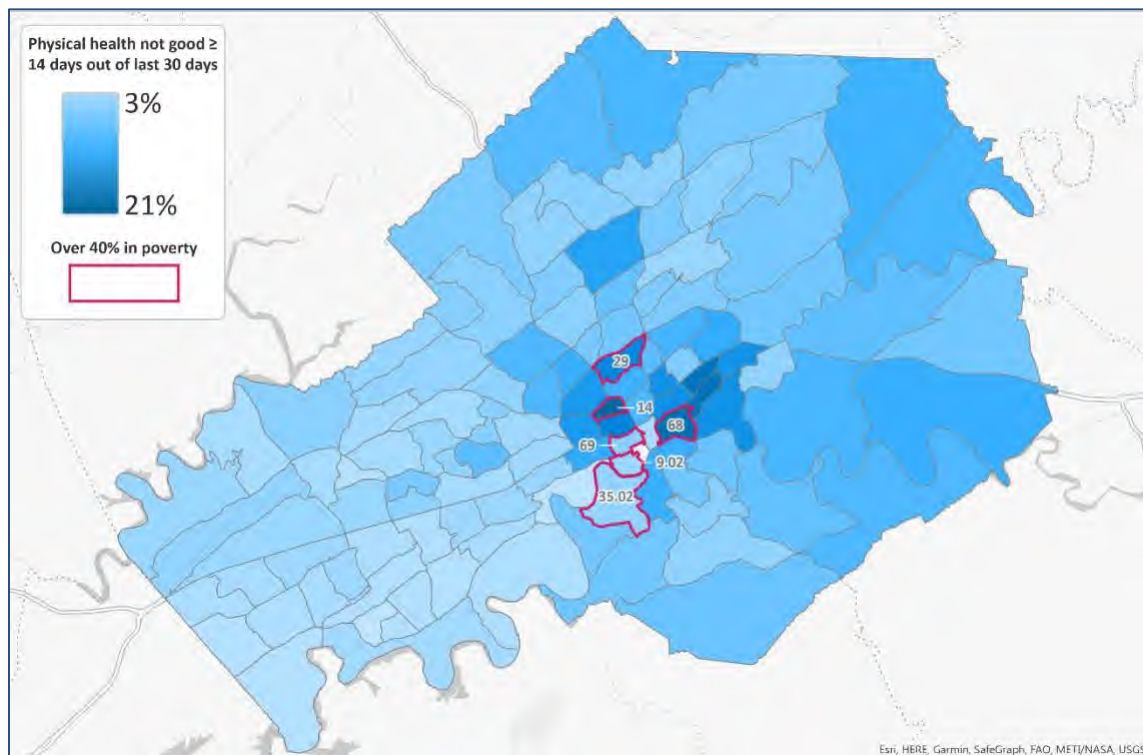 Physical health not good ≥
14 days out of last 30 days
3%
21%
Over 40% in poverty
29
14
68
69
9.02
35.02
Esri, HERE, Garmin, SafeGraph, FAO, METI/NASA, USGS